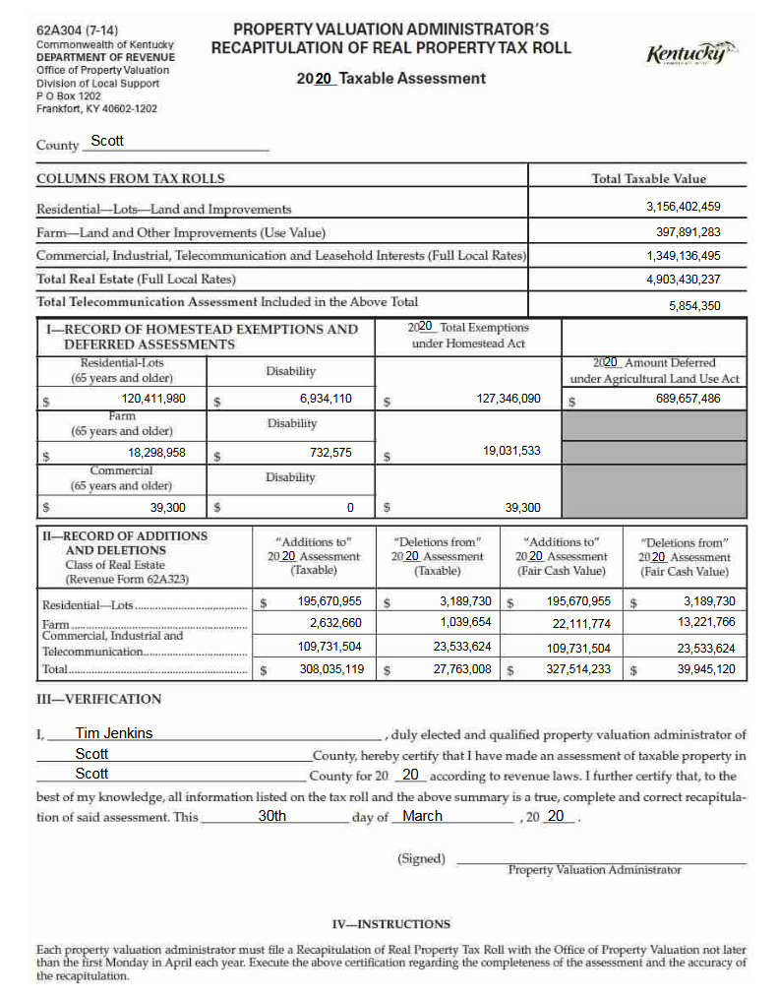 62A304 (7-14)
Commonwealth of Kentucky
DEPARTMENT OF REVENUE
Office of Property Valuation
Division of Local Support
P O Box 1202
Frankfort, KY 40602-1202
PROPERTY VALUATION ADMINISTRATOR'S
RECAPITULATION OF REAL PROPERTY TAX ROLL
2020 Taxable Assessment
Kentucky
County Scott
COLUMNS FROM TAX ROLLS Total Taxable Value
Residential—Lots—Land and Improvements 3,156,402,459
Farm—Land and Other Improvements (Use Value) 397,891,283
Commercial, Industrial, Telecommunication and Leasehold Interests (Full Local Rates) 1,349,136,495
Total Real Estate (Full Local Rates) 4,903,430,237
Total Telecommunication Assessment Included in the Above Total 5,854,350
I—RECORD OF HOMESTEAD EXEMPTIONS AND
DEFERRED ASSESSMENTS
2020 Total Exemptions
under Homestead Act
Residential-Lots
(65 years and older)
Disability
2020 Amount Deferred
under Agricultural Land Use Act
$ 120,411,980 $ 6,934,110 $ 127,346,090 $ 689,657,486
Farm
(65 years and older)
Disability
$ 18,298,958 $ 732,575 $ 19,031,533
Commercial
(65 years and older)
Disability
$ 39,300 $ 0 $ 39,300
II—RECORD OF ADDITIONS
AND DELETIONS
Class of Real Estate
(Revenue Form 62A323)
"Additions to"
2020 Assessment
(Taxable)
"Deletions from"
2020 Assessment
(Taxable)
"Additions to"
2020 Assessment
(Fair Cash Value)
"Deletions from"
2020 Assessment
(Fair Cash Value)
Residential—Lots $ 195,670,955 $ 3,189,730 $ 195,670,955 $ 3,189,730
Farm 2,632,660 1,039,654 22,111,774 13,221,766
Commercial, Industrial and
Telecommunication 109,731,504 23,533,624 109,731,504 23,533,624
Total $ 308,035,119 $ 27,763,008 $ 327,514,233 $ 39,945,120
III—VERIFICATION
I, Tim Jenkins , duly elected and qualified property valuation administrator of
Scott County, hereby certify that I have made an assessment of taxable property in
Scott County for 20 20 according to revenue laws. I further certify that, to the
best of my knowledge, all information listed on the tax roll and the above summary is a true, complete and correct recapitula-
tion of said assessment. This 30th day of March , 20 20 .
(Signed)
Property Valuation Administrator
IV—INSTRUCTIONS
Each property valuation administrator must file a Recapitulation of Real Property Tax Roll with the Office of Property Valuation not later
than the first Monday in April each year. Execute the above certification regarding the completeness of the assessment and the accuracy of
the recapitulation.